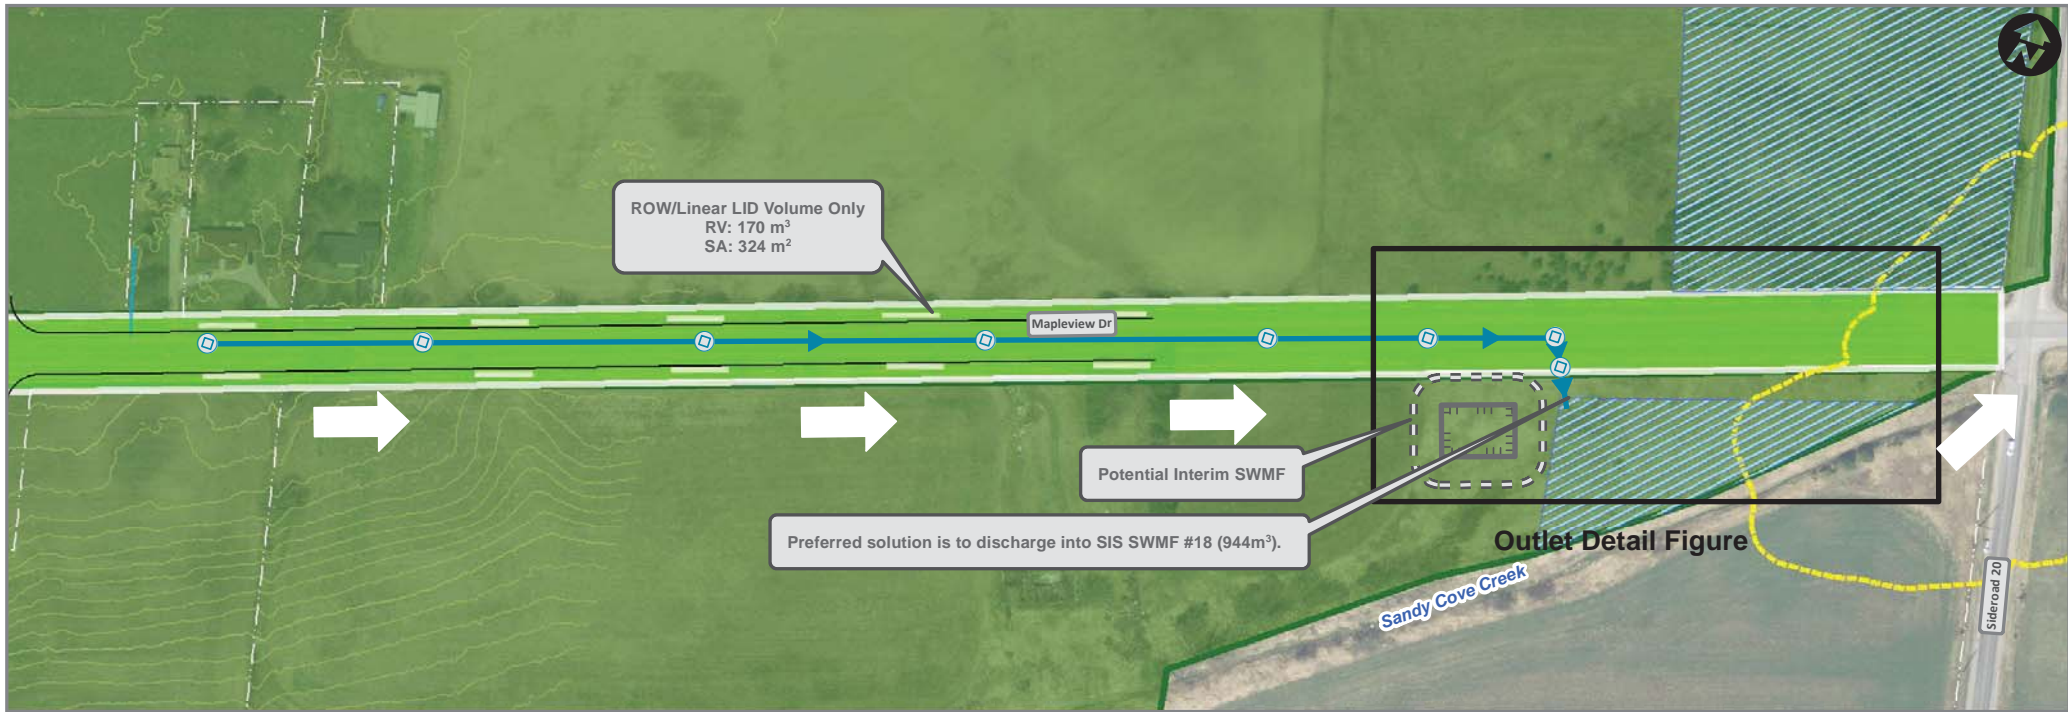 ROW/Linear LID Volume Only
RV: 170 m³
SA: 324 m²
Mapleview Dr
Potential Interim SWMF
Preferred solution is to discharge into SIS SWMF #18 (944m³).
Outlet Detail Figure
Sandy Cove Creek
Sideroad 20